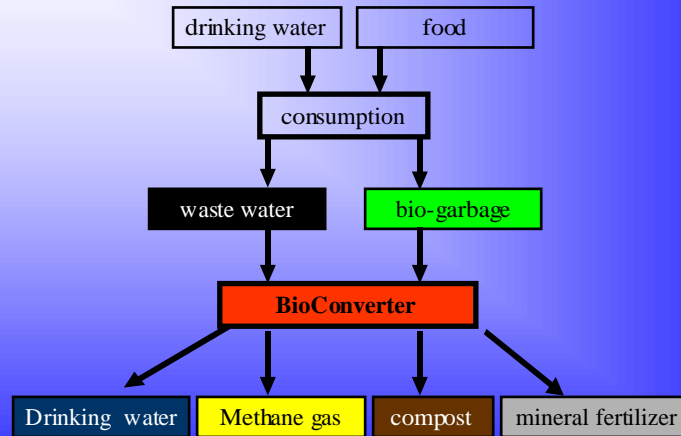 drinking water
food
consumption
waste water
bio-garbage
BioConverter
Drinking water
Methane gas
compost
mineral fertilizer